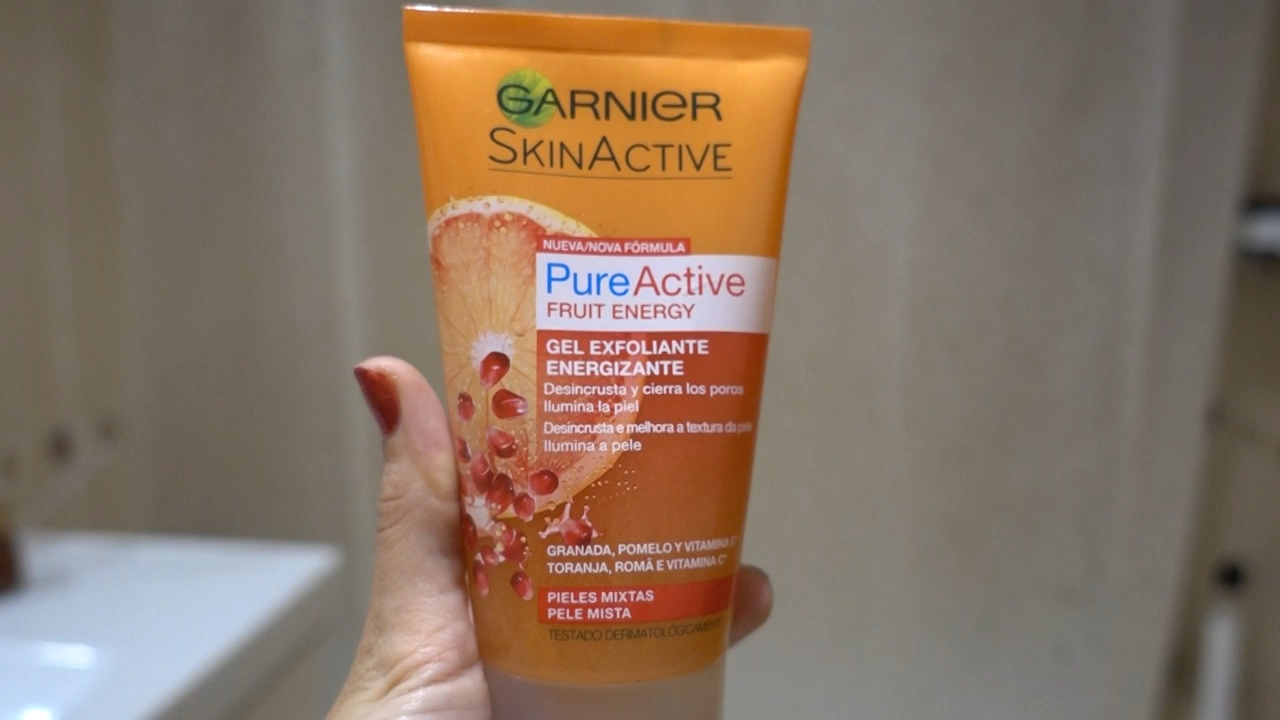 GARNIER
SKINACTIVE
NUEVA/NOVA FÓRMULA
PureActive
FRUIT ENERGY
GEL EXFOLIANTE
ENERGIZANTE
Desincrusta y cierra los poros
Ilumina la piel
Desincrusta e melhora a textura da pele
Ilumina a pele
GRANADA, POMELO Y VITAMINA C*
TORANJA, ROMÃ E VITAMINA C*
PIELES MIXTAS
PELE MISTA
TESTADO DERMATOLÓGICAMENTE